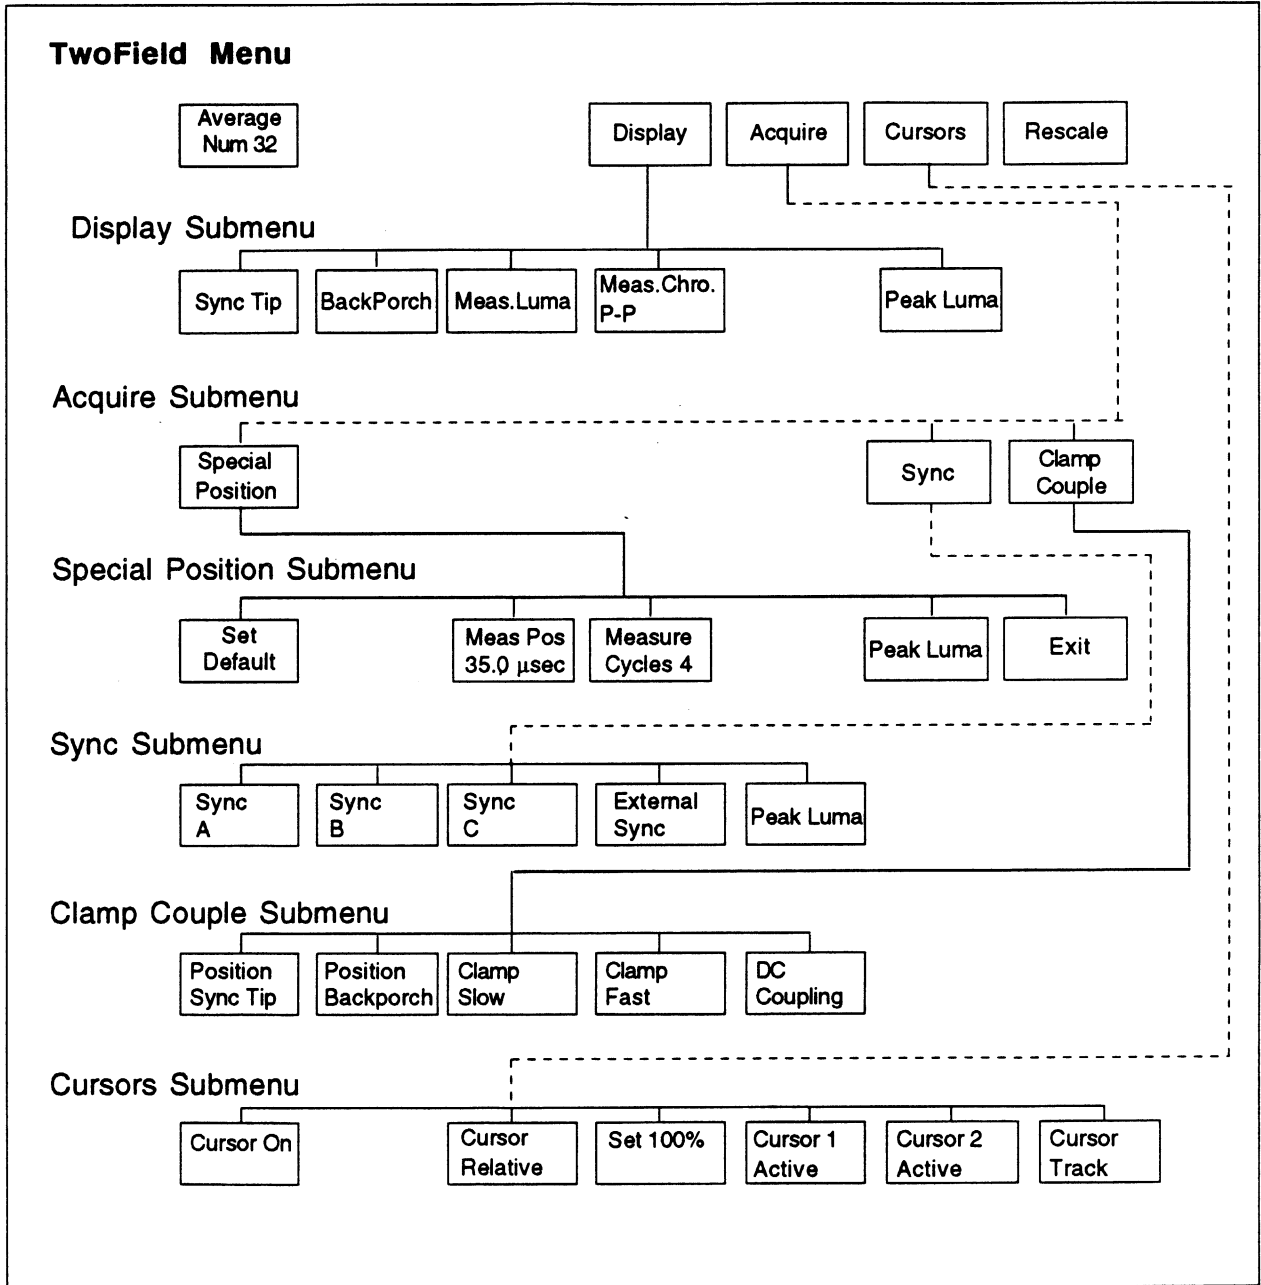 TwoField Menu
Average
Num 32
Display
Acquire
Cursors
Rescale
Display Submenu
Sync Tip
BackPorch
Meas.Luma
Meas.Chro.
P-P
Peak Luma
Acquire Submenu
Special
Position
Sync
Clamp
Couple
Special Position Submenu
Set
Default
Meas Pos
35.0 µsec
Measure
Cycles 4
Peak Luma
Exit
Sync Submenu
Sync
A
Sync
B
Sync
C
External
Sync
Peak Luma
Clamp Couple Submenu
Position
Sync Tip
Position
Backporch
Clamp
Slow
Clamp
Fast
DC
Coupling
Cursors Submenu
Cursor On
Cursor
Relative
Set 100%
Cursor 1
Active
Cursor 2
Active
Cursor
Track